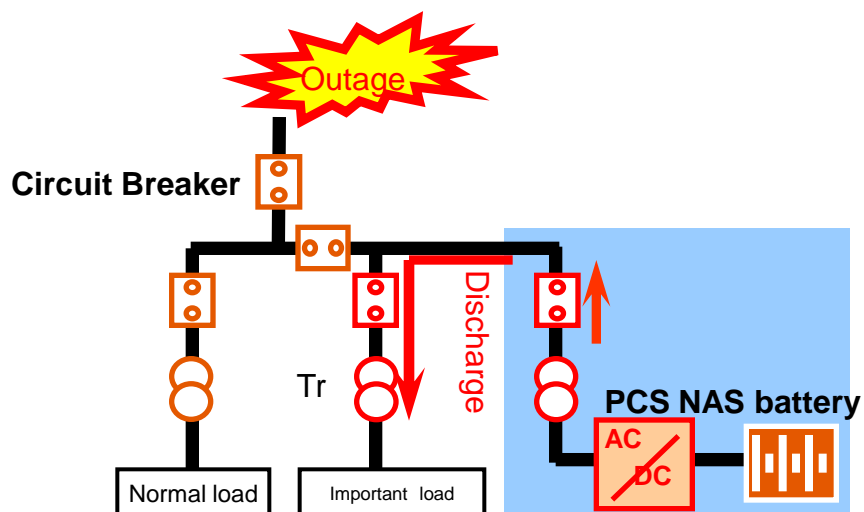 Outage
Circuit Breaker
Discharge
Tr
PCS NAS battery
AC
DC
Normal load
Important load